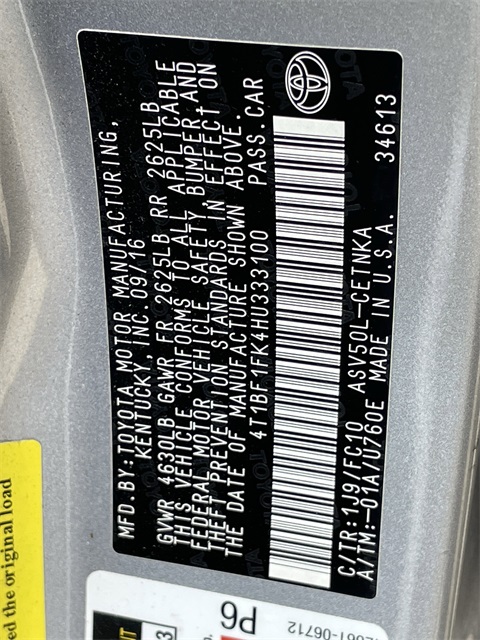 MFD.BY:TOYOTA MOTOR MANUFACTURING,
KENTUCKY, INC. 09/16
GVWR 4630LB GAWR FR 2625LB RR 2625LB
THIS VEHICLE CONFORMS TO ALL APPLICABLE
FEDERAL MOTOR VEHICLE SAFETY, BUMPER, AND
THEFT PREVENTION STANDARDS IN EFFECT ON
THE DATE OF MANUFACTURE SHOWN ABOVE.
4T1BF1FK4HU333100 PASS.CAR
C/TR:1J9/FC10 ASV50L-CETNKA
A/TM:-01A/U760E MADE IN U.S.A. 34613
ed the original load
P6